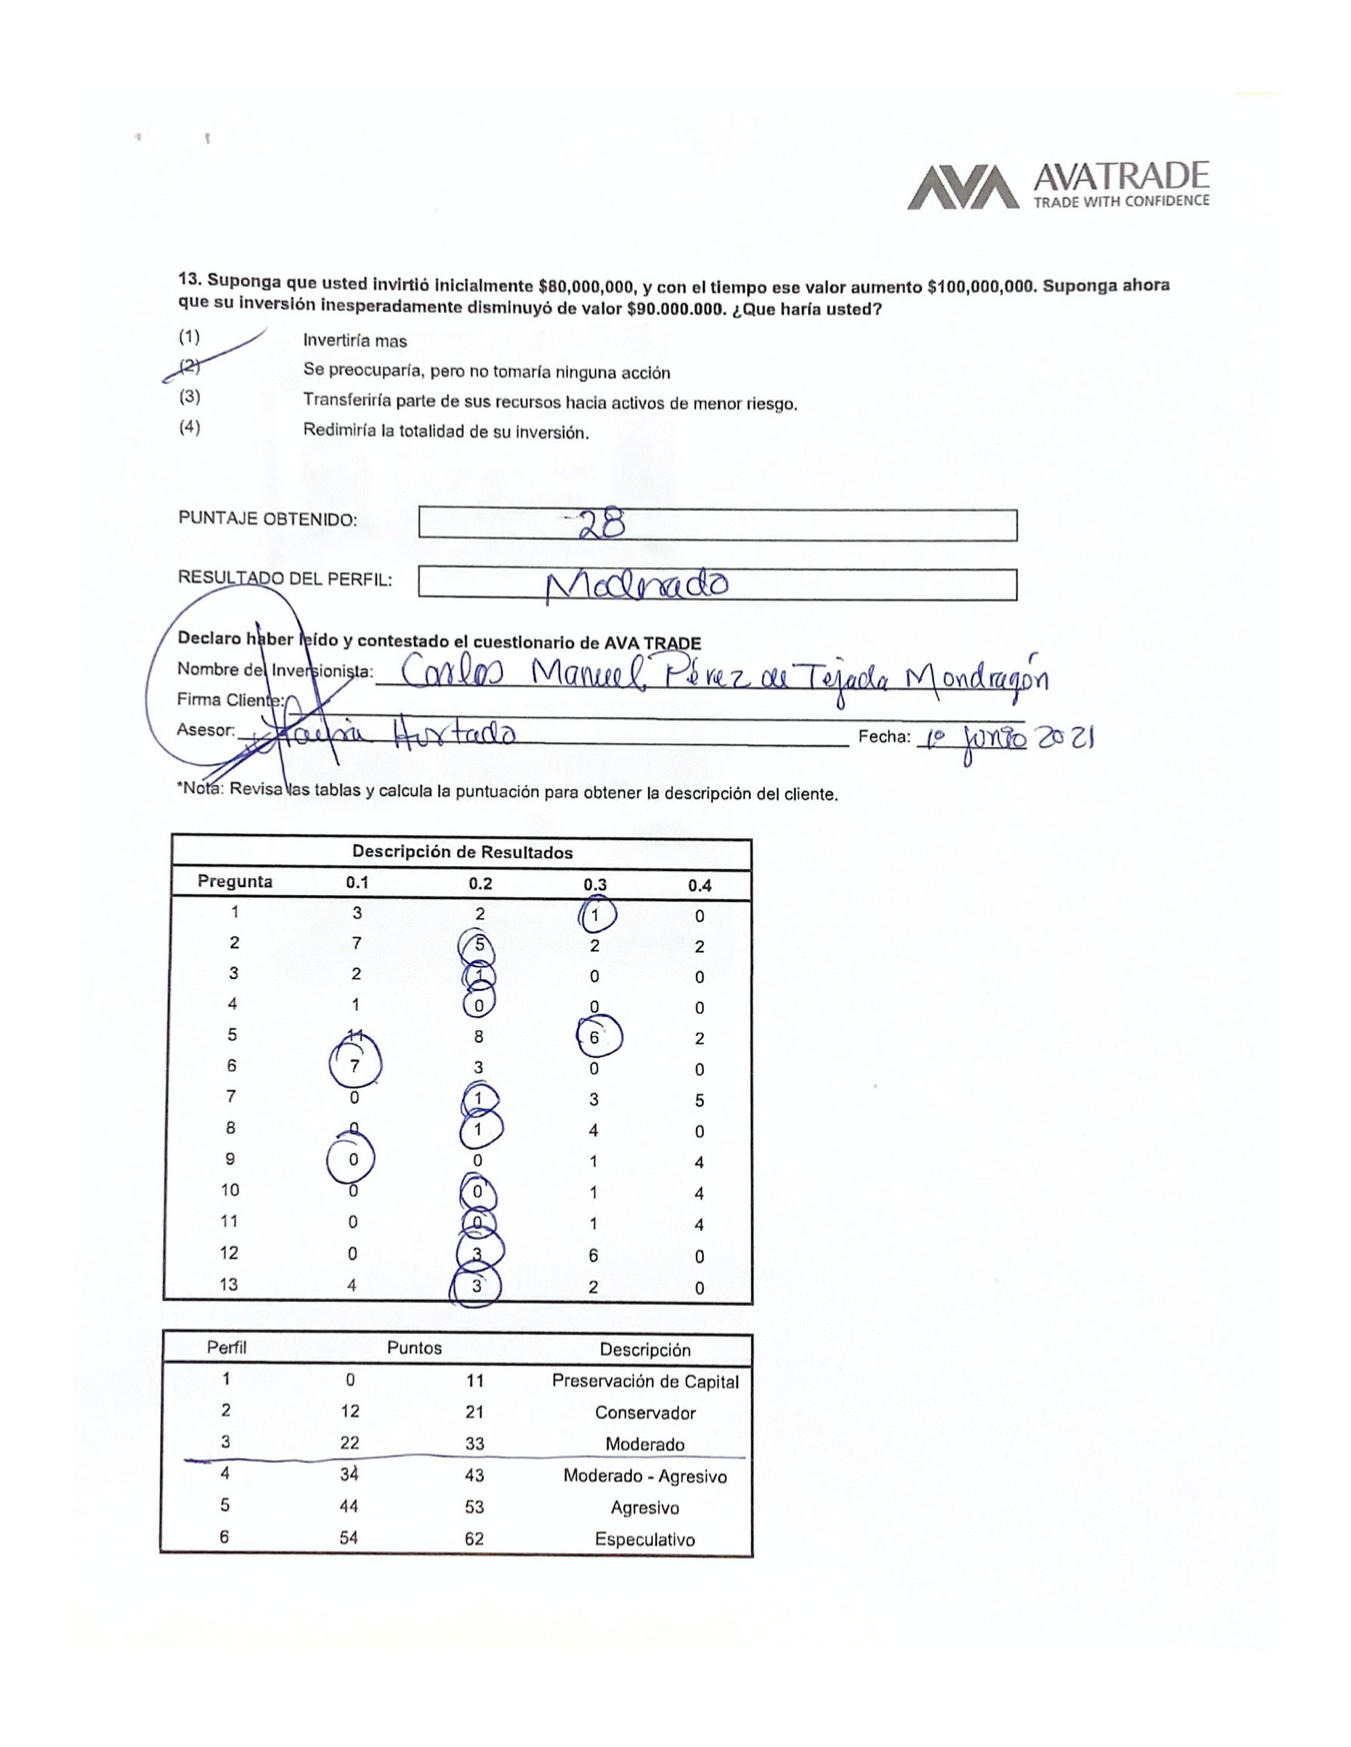 AVA AVATRADE
TRADE WITH CONFIDENCE
13. Suponga que usted invirtió inicialmente $80,000,000, y con el tiempo ese valor aumento $100,000,000. Suponga ahora
que su inversión inesperadamente disminuyó de valor $90.000.000. ¿Que haría usted?
(1) Invertiría mas
(2) Se preocuparía, pero no tomaría ninguna acción
(3) Transferiría parte de sus recursos hacia activos de menor riesgo.
(4) Redimiría la totalidad de su inversión.
PUNTAJE OBTENIDO: 28
RESULTADO DEL PERFIL: Moderado
Declaro haber leído y contestado el cuestionario de AVA TRADE
Nombre del Inversionista: Carlos Manuel Pérez de Tejada Mondragón
Firma Cliente:
Asesor: Hurtado Fecha: 1º junio 2021
*Nota: Revisa las tablas y calcula la puntuación para obtener la descripción del cliente.
Descripción de Resultados
Pregunta 0.1 0.2 0.3 0.4
1 3 2 1 0
2 7 5 2 2
3 2 1 0 0
4 1 0 0 0
5 11 8 6 2
6 7 3 0 0
7 0 1 3 5
8 0 1 4 0
9 0 0 1 4
10 0 0 1 4
11 0 0 1 4
12 0 3 6 0
13 4 3 2 0
Perfil Puntos Descripción
1 0 11 Preservación de Capital
2 12 21 Conservador
3 22 33 Moderado
4 34 43 Moderado - Agresivo
5 44 53 Agresivo
6 54 62 Especulativo